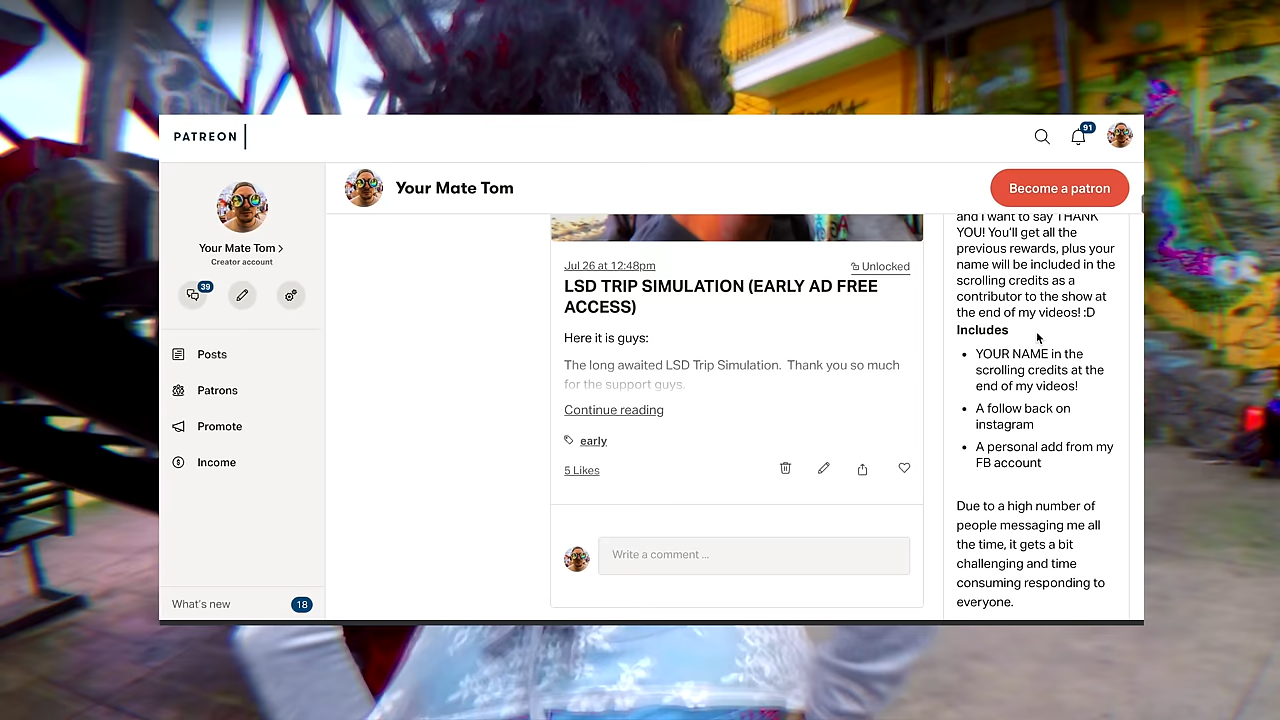 PATREON
91
Your Mate Tom
Creator account
39
Posts
Patrons
Promote
Income
What's new
18
Your Mate Tom
Become a patron
Jul 26 at 12:48pm
Unlocked
LSD TRIP SIMULATION (EARLY AD FREE
ACCESS)
Here it is guys:
The long awaited LSD Trip Simulation. Thank you so much
for the support guys.
Continue reading
early
5 Likes
Write a comment ...
and I want to say THANK
YOU! You'll get all the
previous rewards, plus your
name will be included in the
scrolling credits as a
contributor to the show at
the end of my videos! :D
Includes
• YOUR NAME in the
scrolling credits at the
end of my videos!
• A follow back on
instagram
• A personal add from my
FB account
Due to a high number of
people messaging me all
the time, it gets a bit
challenging and time
consuming responding to
everyone.